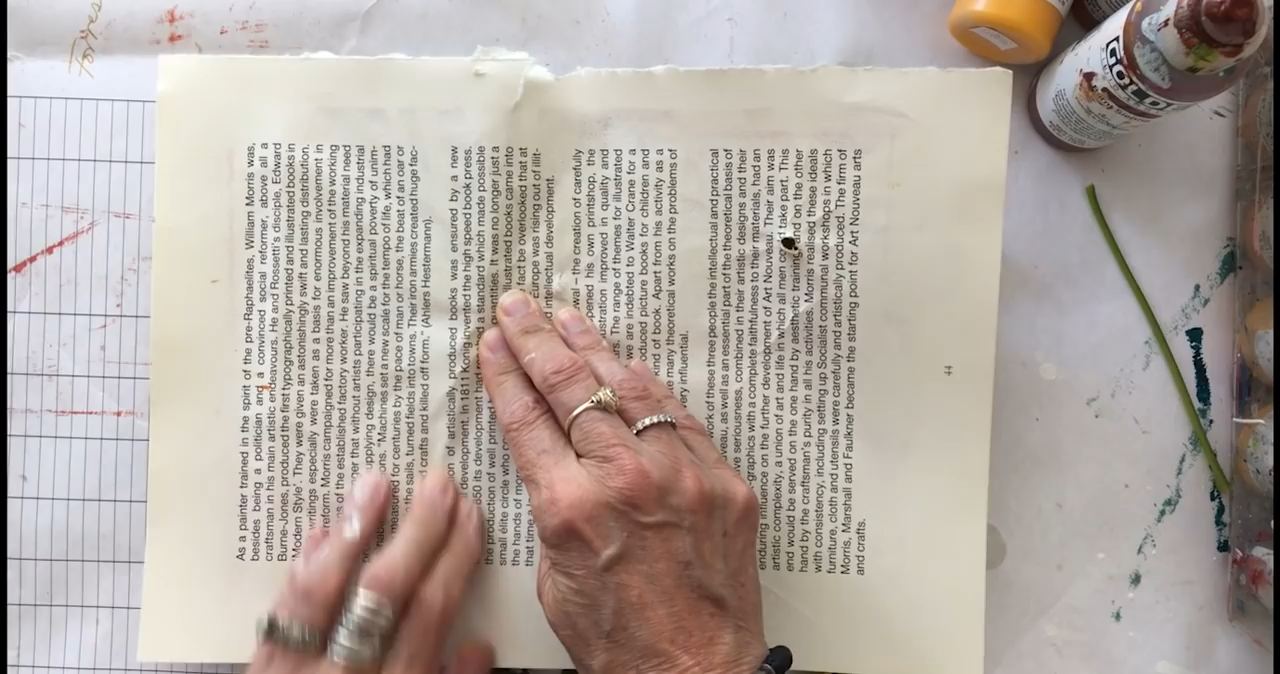 As a painter trained in the spirit of the pre-Raphaelites, William Morris was,
besides being a politician and a convinced social reformer, above all a
craftsman in his main artistic endeavours. He and Rossetti's disciple, Edward
Burne-Jones, produced the first typographically printed and illustrated books in
'Modern Style'. They were given an astonishingly swift and lasting distribution.
writings especially were taken as a basis for enormous involvement in
reform. Morris campaigned for more than an improvement of the working
of the established factory worker. He saw beyond his material need
that without artists participating in the expanding industrial
supplying design, there would be a spiritual poverty of unim-
"Machines set a new scale for the tempo of life, which had
measured for centuries by the pace of man or horse, the beat of an oar or
the sails, turned fields into towns. Their iron armies created huge fac-
crafts and killed off form." (Ahlers Hestermann).
of artistically produced books was ensured by a new
development. In 1811 Konig invented the high speed book press.
its development had a standard which made possible
the production of well printed quantities. It was no longer just a
small élite circle who illustrated books came into
the hands of fact be overlooked that at
that time a Europe was rising out of illit-
intellectual development.
– the creation of carefully
opened his own printshop, the
illustration improved in quality and
The range of themes for illustrated
we are indebted to Walter Crane for a
produced picture books for children and
kind of book. Apart from his activity as a
many theoretical works on the problems of
very influential.
work of these three people the intellectual and practical
as well as an essential part of the theoretical basis of
seriousness, combined in their artistic designs and their
graphics with a complete faithfulness to their materials, had an
enduring influence on the further development of Art Nouveau. Their aim was
artistic complexity, a union of art and life in which all men take part. This
end would be served on the one hand by aesthetic training and on the other
hand by the craftsman's purity in all his activities. Morris realised these ideals
with consistency, including setting up Socialist communal workshops in which
furniture, cloth and utensils were carefully and artistically produced. The firm of
Morris, Marshall and Faulkner became the starting point for Art Nouveau arts
and crafts.
44
GOLD